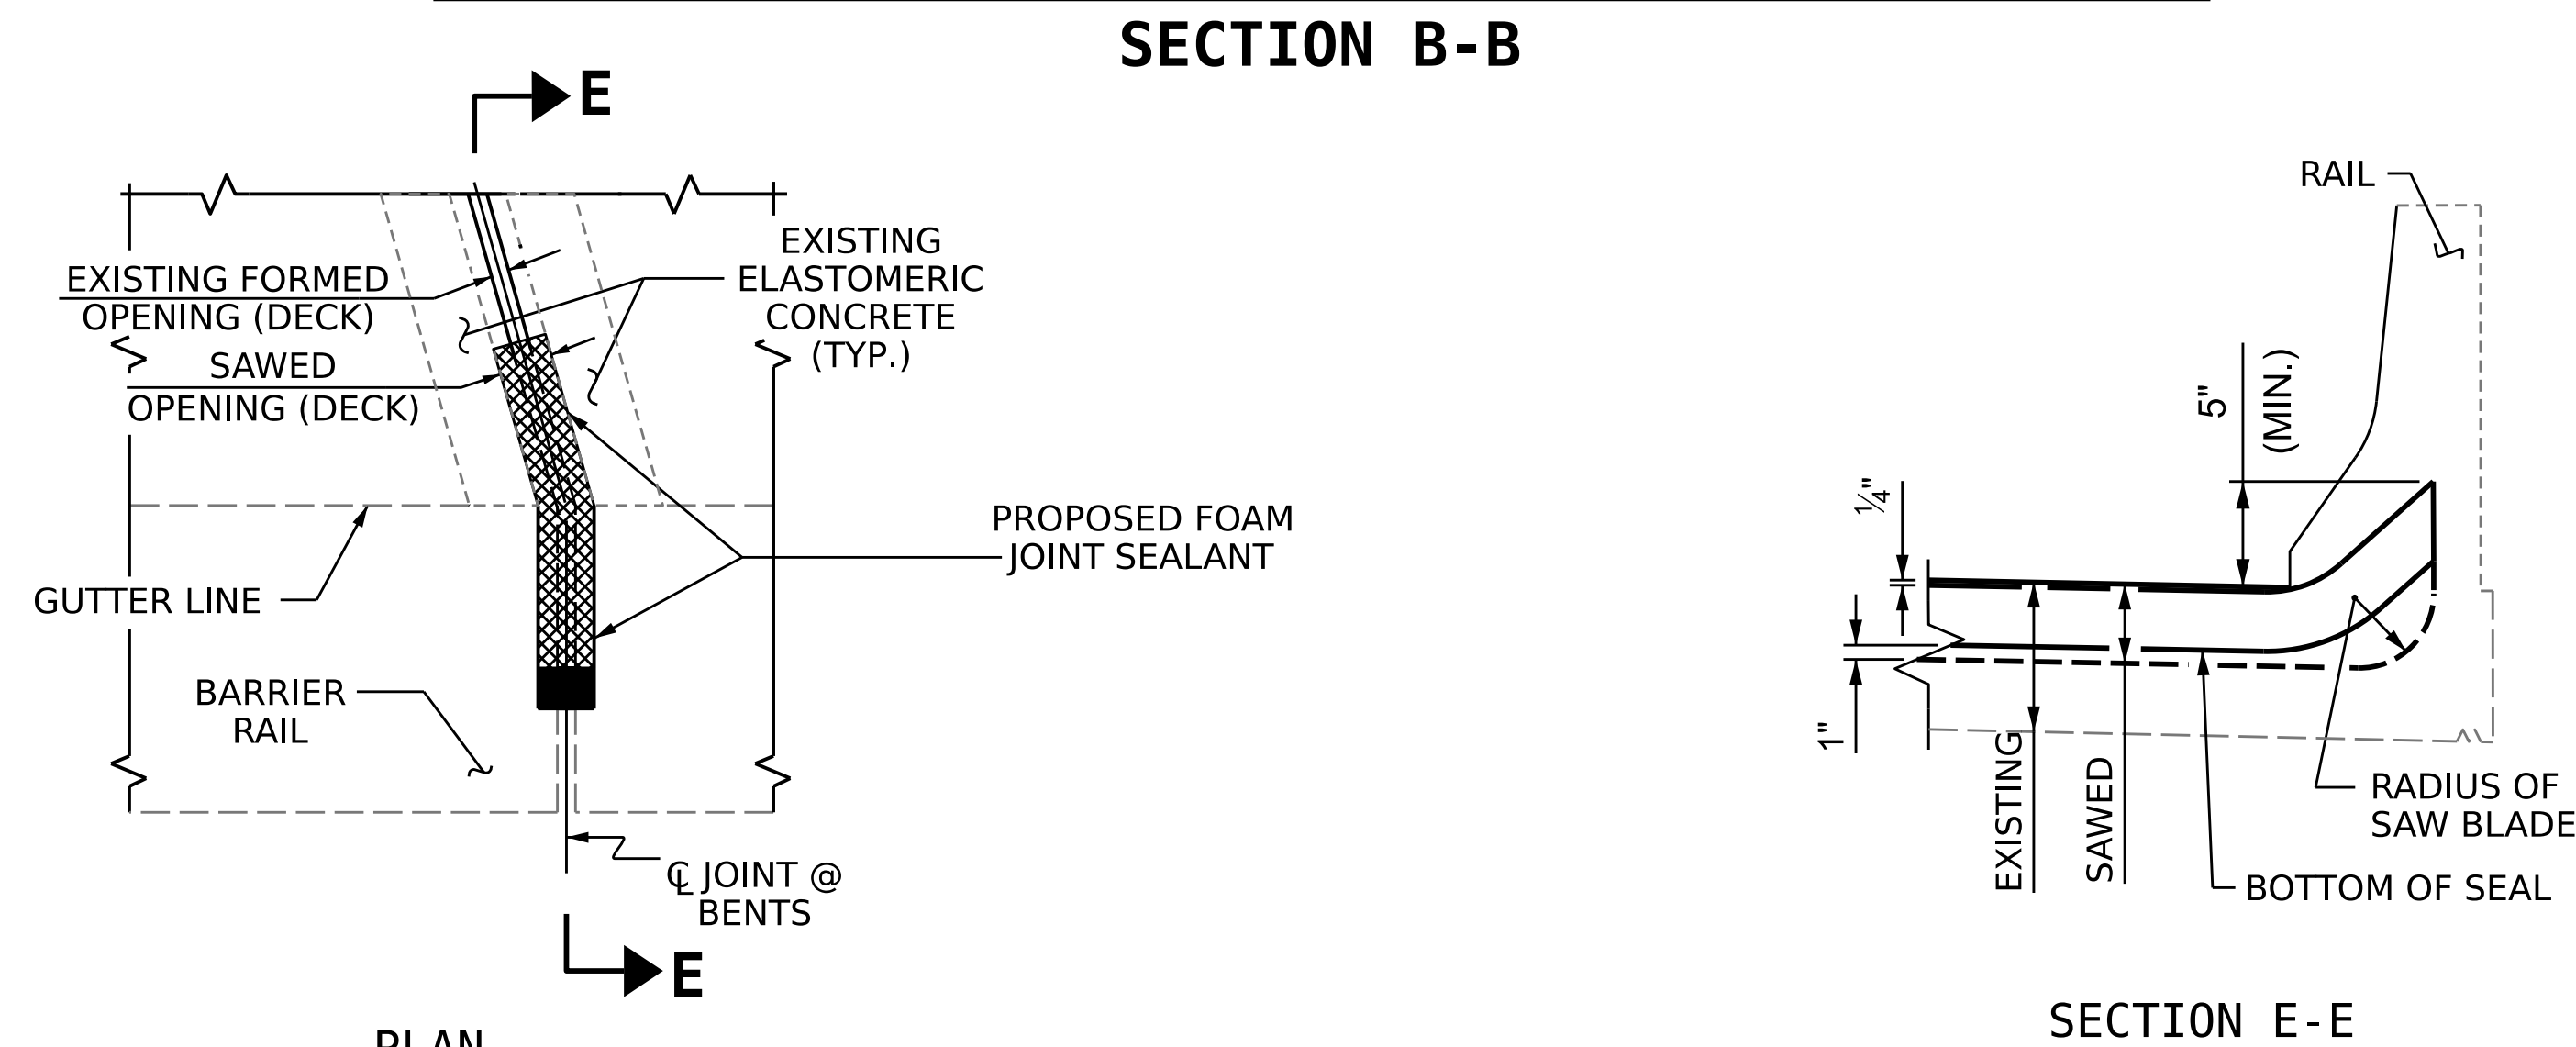 SECTION B-B
E
EXISTING FORMED
OPENING (DECK)
SAWED
OPENING (DECK)
EXISTING
ELASTOMERIC
CONCRETE
(TYP.)
PROPOSED FOAM
JOINT SEALANT
GUTTER LINE
BARRIER
RAIL
℄ JOINT @
BENTS
E
PLAN
RAIL
5"
(MIN.)
¼"
1"
EXISTING
SAWED
RADIUS OF
SAW BLADE
BOTTOM OF SEAL
SECTION E-E